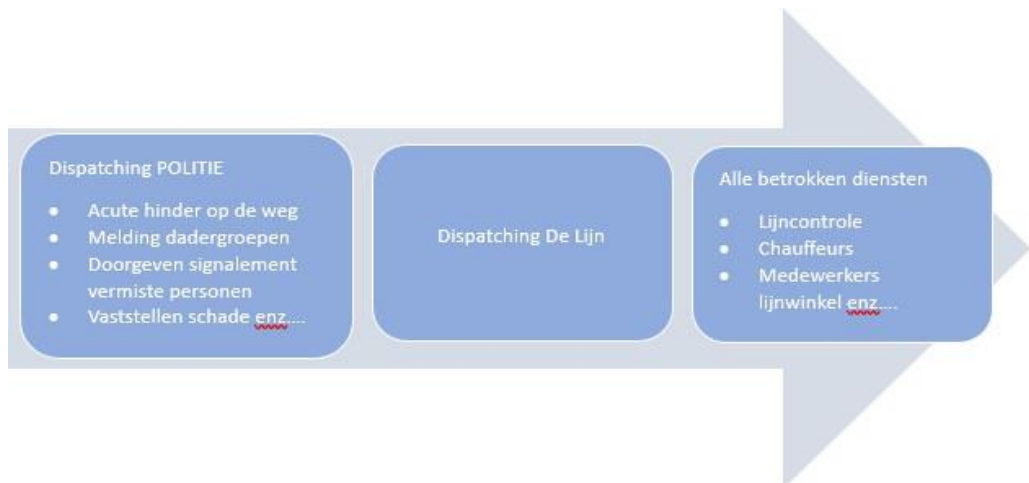 Dispatching POLITIE
● Acute hinder op de weg
● Melding dadergroepen
● Doorgeven signalement
vermiste personen
● Vaststellen schade enz....
Dispatching De Lijn
Alle betrokken diensten
● Lijncontrole
● Chauffeurs
● Medewerkers
lijnwinkel enz....